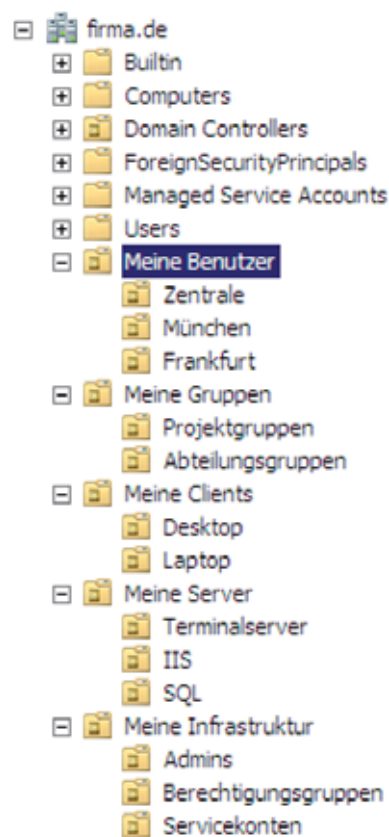 firma.de
Builtin
Computers
Domain Controllers
ForeignSecurityPrincipals
Managed Service Accounts
Users
Meine Benutzer
Zentrale
München
Frankfurt
Meine Gruppen
Projektgruppen
Abteilungsgruppen
Meine Clients
Desktop
Laptop
Meine Server
Terminalserver
IIS
SQL
Meine Infrastruktur
Admins
Berechtigungsgruppen
Servicekonten